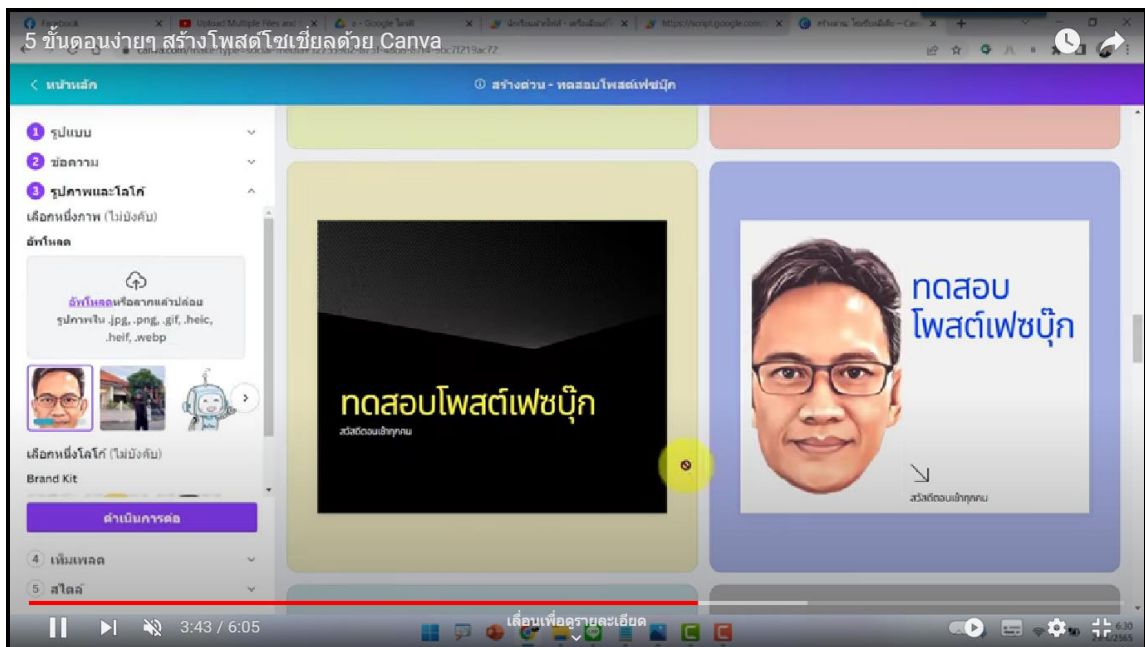 Facebook
Upload Multiple Files and
5 ขั้นตอนง่ายๆ สร้างโพสต์โซเชี่ยลด้วย Canva
หน้าหลัก
สร้างด่วน - ทดสอบโพสต์เฟซบุ๊ก
1 รูปแบบ
2 ข้อความ
3 รูปภาพและโลโก้
เลือกหนึ่งภาพ (ไม่บังคับ)
อัพโหลด
อัพโหลดหรือลากแล้วปล่อย
รูปภาพใน .jpg, .png, .gif, .heic,
.heif, .webp
เลือกหนึ่งโลโก้ (ไม่บังคับ)
Brand Kit
ดำเนินการต่อ
4 เท็มเพลต
5 สไตล์
ทดสอบโพสต์เฟซบุ๊ก
สวัสดีตอนเช้าทุกคน
ทดสอบ
โพสต์เฟซบุ๊ก
สวัสดีตอนเช้าทุกคน
3:43 / 6:05
เลื่อนเพื่อดูรายละเอียด
6:30